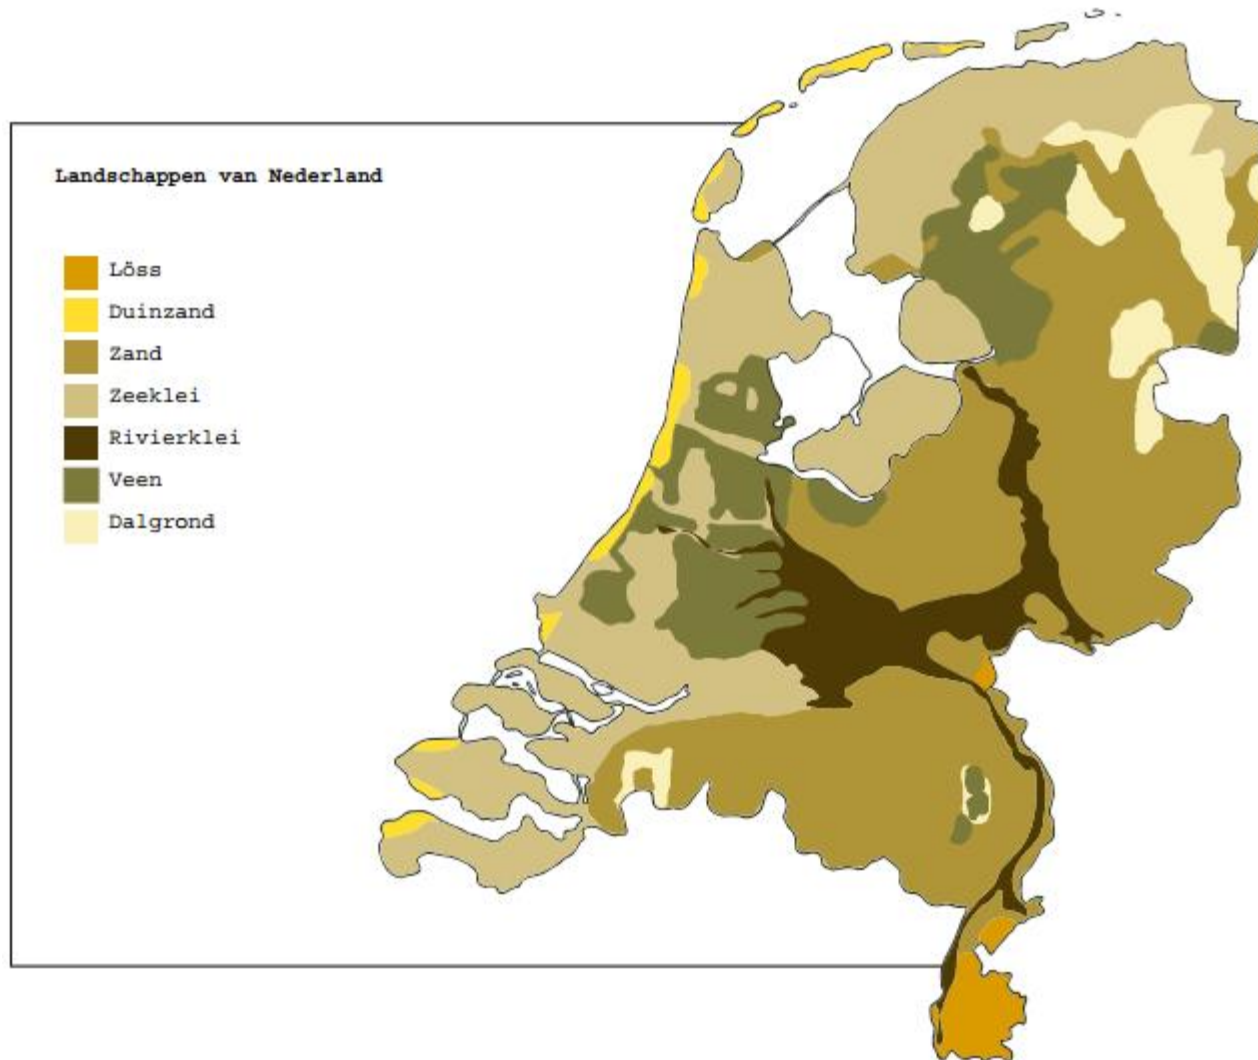 Landschappen van Nederland
Löss
Duinzand
Zand
Zeeklei
Rivierklei
Veen
Dalgrond